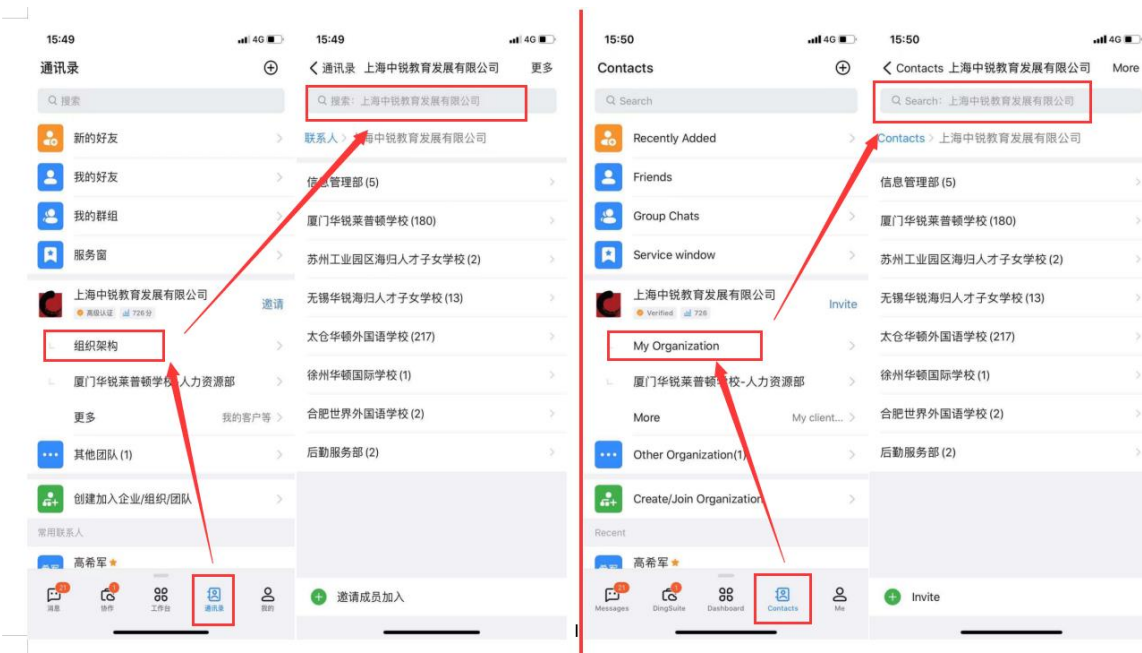 15:49
4G
通讯录
搜索
新的好友
我的好友
我的群组
服务窗
上海中锐教育发展有限公司
高级认证 726分
邀请
组织架构
厦门华锐莱普顿学校-人力资源部
更多 我的客户等
其他团队(1)
创建加入企业/组织/团队
常用联系人
高希军
21
消息
1
协作
工作台
通讯录
我的
15:49
4G
通讯录 上海中锐教育发展有限公司 更多
搜索: 上海中锐教育发展有限公司
联系人 > 上海中锐教育发展有限公司
信息管理部(5)
厦门华锐莱普顿学校(180)
苏州工业园区海归人才子女学校(2)
无锡华锐海归人才子女学校(13)
太仓华顿外国语学校(217)
徐州华顿国际学校(1)
合肥世界外国语学校(2)
后勤服务部(2)
邀请成员加入
15:50
4G
Contacts
Search
Recently Added
Friends
Group Chats
Service window
上海中锐教育发展有限公司
Verified 726
Invite
My Organization
厦门华锐莱普顿学校-人力资源部
More My client...
Other Organization(1)
Create/Join Organization
Recent
高希军
21
Messages
1
DingSuite
Dashboard
Contacts
Me
15:50
4G
Contacts 上海中锐教育发展有限公司 More
Search: 上海中锐教育发展有限公司
Contacts > 上海中锐教育发展有限公司
信息管理部(5)
厦门华锐莱普顿学校(180)
苏州工业园区海归人才子女学校(2)
无锡华锐海归人才子女学校(13)
太仓华顿外国语学校(217)
徐州华顿国际学校(1)
合肥世界外国语学校(2)
后勤服务部(2)
Invite